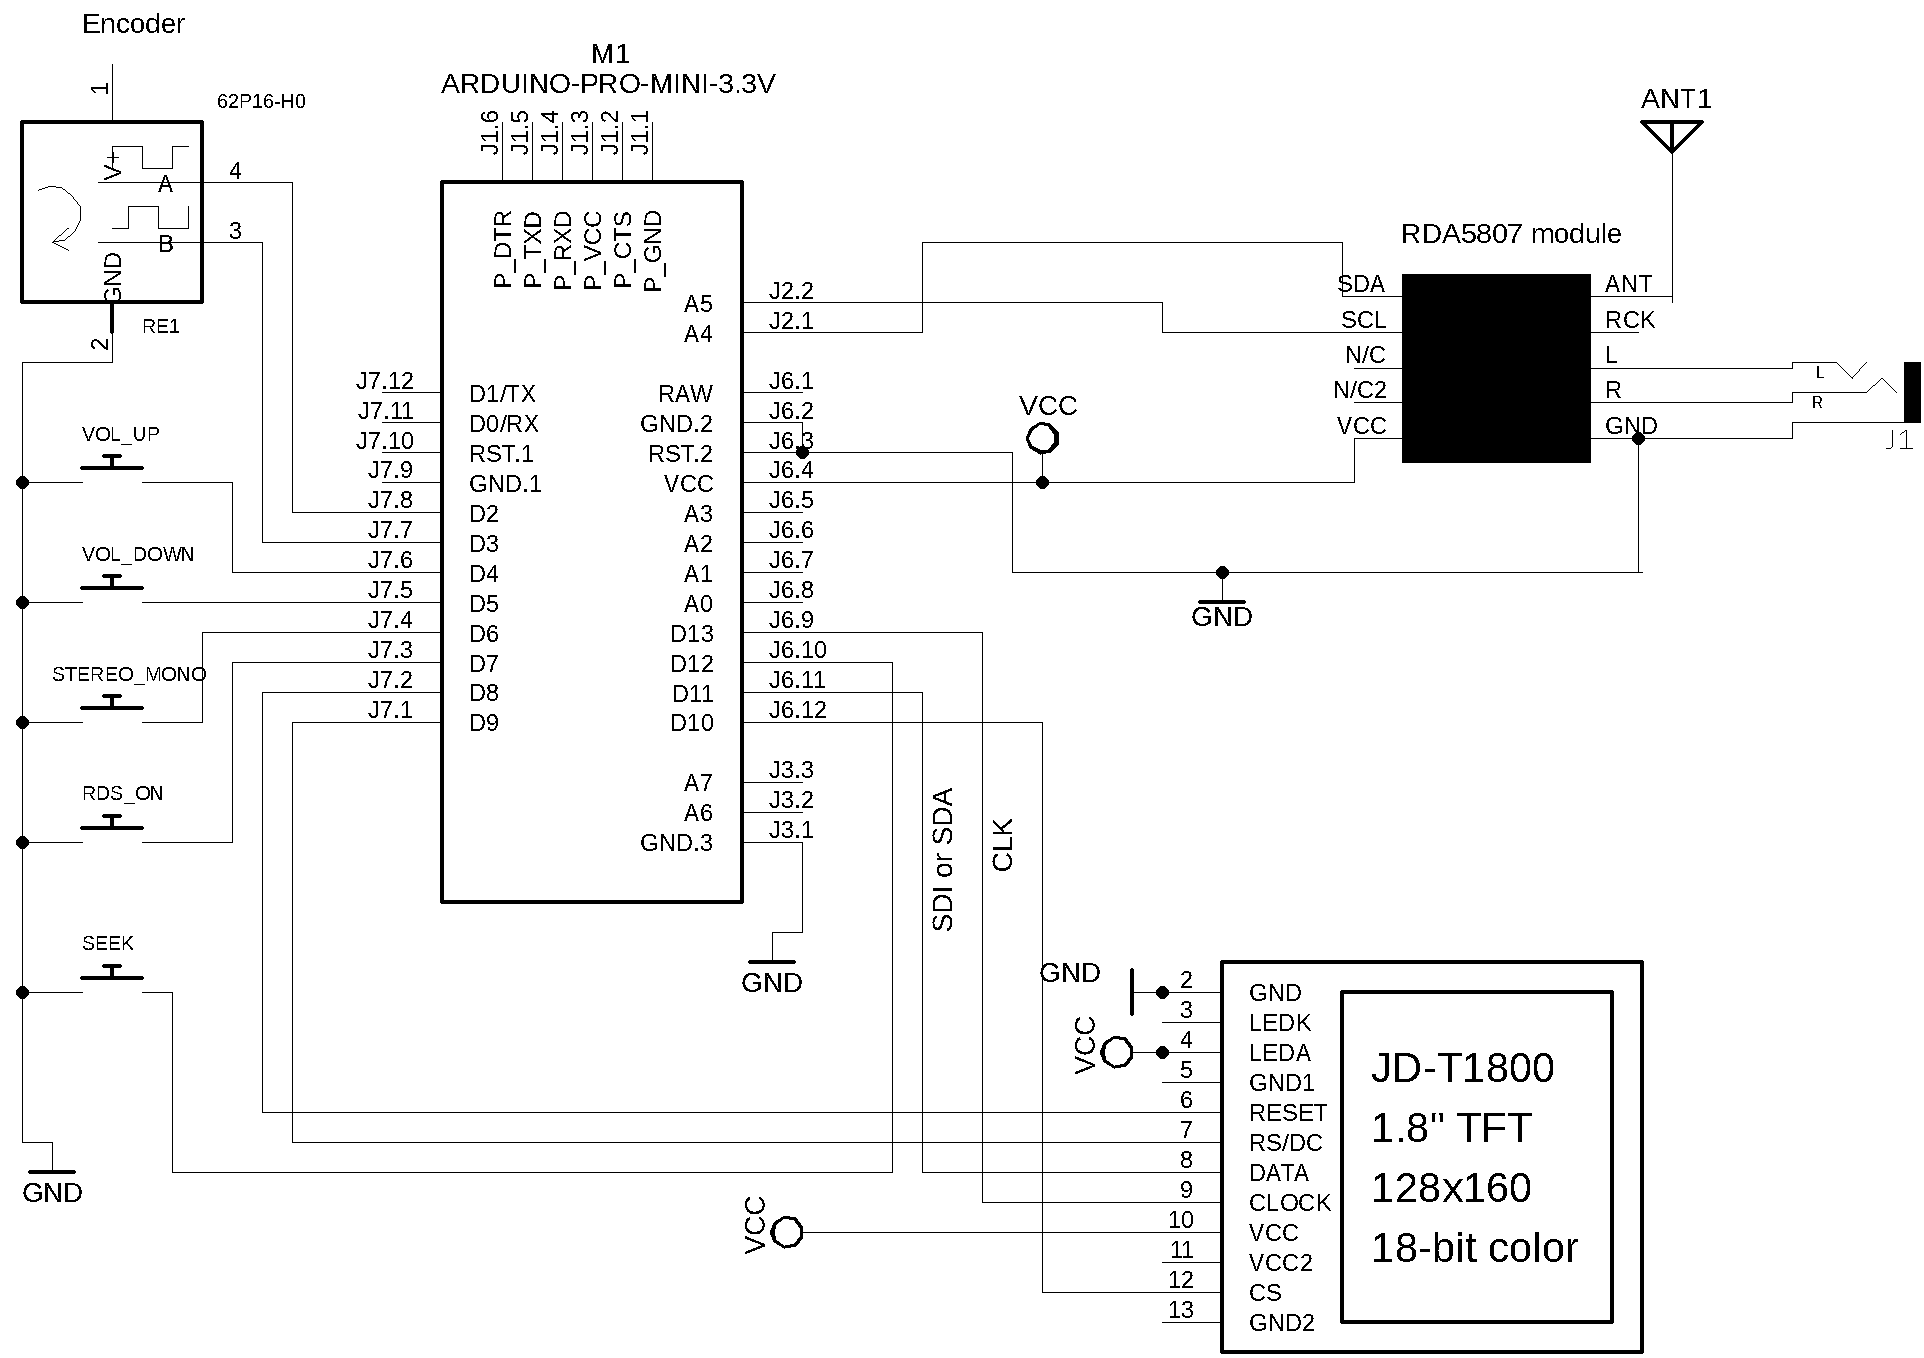 Encoder
1
62P16-H0
V+
A
4
B
3
GND
2
RE1
VOL_UP
VOL_DOWN
STEREO_MONO
RDS_ON
SEEK
GND
M1
ARDUINO-PRO-MINI-3.3V
J1.6 J1.5 J1.4 J1.3 J1.2 J1.1
P_DTR P_TXD P_RXD P_VCC P_CTS P_GND
J7.12 D1/TX
J7.11 D0/RX
J7.10 RST.1
J7.9 GND.1
J7.8 D2
J7.7 D3
J7.6 D4
J7.5 D5
J7.4 D6
J7.3 D7
J7.2 D8
J7.1 D9
A5 J2.2
A4 J2.1
RAW J6.1
GND.2 J6.2
RST.2 J6.3
VCC J6.4
A3 J6.5
A2 J6.6
A1 J6.7
A0 J6.8
D13 J6.9
D12 J6.10
D11 J6.11
D10 J6.12
A7 J3.3
A6 J3.2
GND.3 J3.1
GND
SDI or SDA
CLK
VCC
GND
ANT1
RDA5807 module
SDA
SCL
N/C
N/C2
VCC
ANT
RCK
L
R
GND
L
R
J1
GND
VCC
VCC
2 GND
3 LEDK
4 LEDA
5 GND1
6 RESET
7 RS/DC
8 DATA
9 CLOCK
10 VCC
11 VCC2
12 CS
13 GND2
JD-T1800
1.8" TFT
128x160
18-bit color